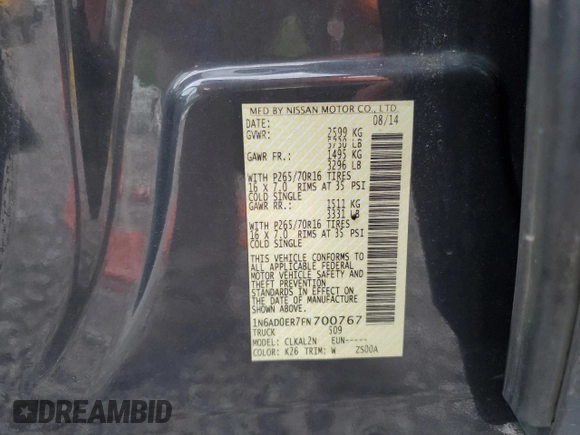 MFD BY NISSAN MOTOR CO., LTD.
DATE: 08/14
GVWR: 2599 KG
5730 LB
GAWR FR.: 1495 KG
3296 LB
WITH P265/70R16 TIRES
16 X 7.0 RIMS AT 35 PSI
COLD SINGLE
GAWR RR.: 1511 KG
3331 LB
WITH P265/70R16 TIRES
16 X 7.0 RIMS AT 35 PSI
COLD SINGLE
THIS VEHICLE CONFORMS TO
ALL APPLICABLE FEDERAL
MOTOR VEHICLE SAFETY AND
THEFT PREVENTION
STANDARDS IN EFFECT ON
THE DATE OF MANUFACTURE
SHOWN ABOVE.
1N6AD0ER7FN700767
TRUCK 509
MODEL: CLKAL2N EUN-----
COLOR: K26 TRIM: W 2S00A
DREAMBID